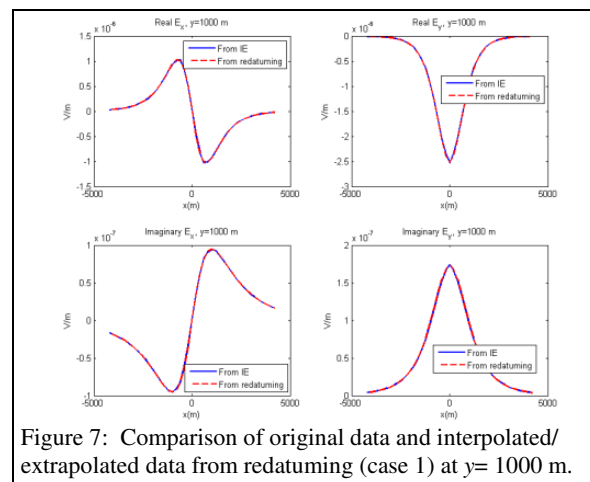 x 10⁻⁶
Real Eₓ, y=1000 m
1.5
1
0.5
0
-0.5
-1
-1.5
V/m
From IE
From redatuming
-5000 0 5000
x(m)
x 10⁻⁶
Real E_y, y=1000 m
0
-0.5
-1
-1.5
-2
-2.5
-3
V/m
From IE
From redatuming
-5000 0 5000
x(m)
x 10⁻⁷
Imaginary Eₓ, y=1000 m
1
0.5
0
-0.5
-1
V/m
From IE
From redatuming
-5000 0 5000
x(m)
x 10⁻⁷
Imaginary E_y, y=1000 m
2
1.5
1
0.5
0
V/m
From IE
From redatuming
-5000 0 5000
x(m)
Figure 7: Comparison of original data and interpolated/
extrapolated data from redatuming (case 1) at y= 1000 m.